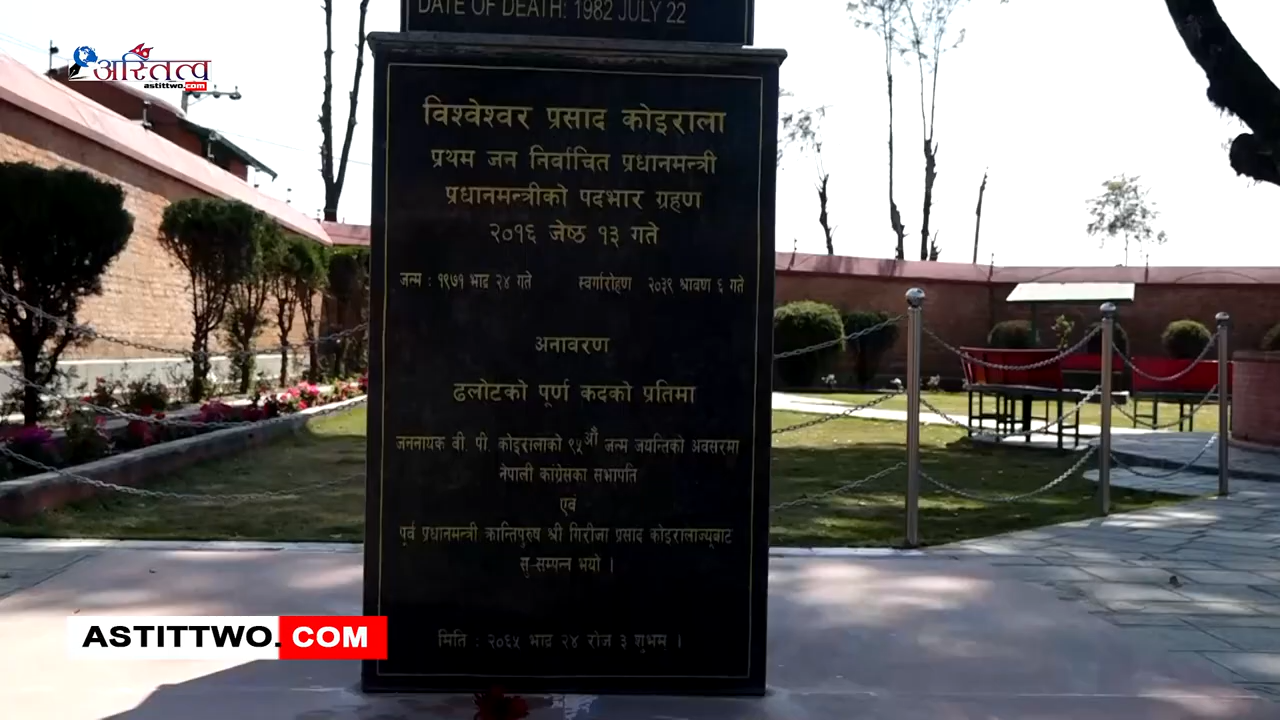 DATE OF DEATH: 1982 JULY 22
अस्तित्व
astittwo.com
विश्वेश्वर प्रसाद कोइराला
प्रथम जन निर्वाचित प्रधानमन्त्री
प्रधानमन्त्रीको पदभार ग्रहण
२०१६ जेष्ठ १३ गते
जन्म : १९७१ भाद्र २४ गते स्वर्गारोहण २०३९ श्रावण ६ गते
अनावरण
ढलोटको पूर्ण कदको प्रतिमा
जननायक वी. पी. कोइरालाको ९५औ जन्म जयन्तिको अवसरमा
नेपाली कांग्रेसका सभापति
एवं
पूर्व प्रधानमन्त्री क्रान्तिपुरुष श्री गिरीजा प्रसाद कोइरालाज्यूबाट
सु-सम्पन्न भयो ।
मिति : २०६५ भाद्र २४ रोज ३ शुभम ।
ASTITTWO.COM